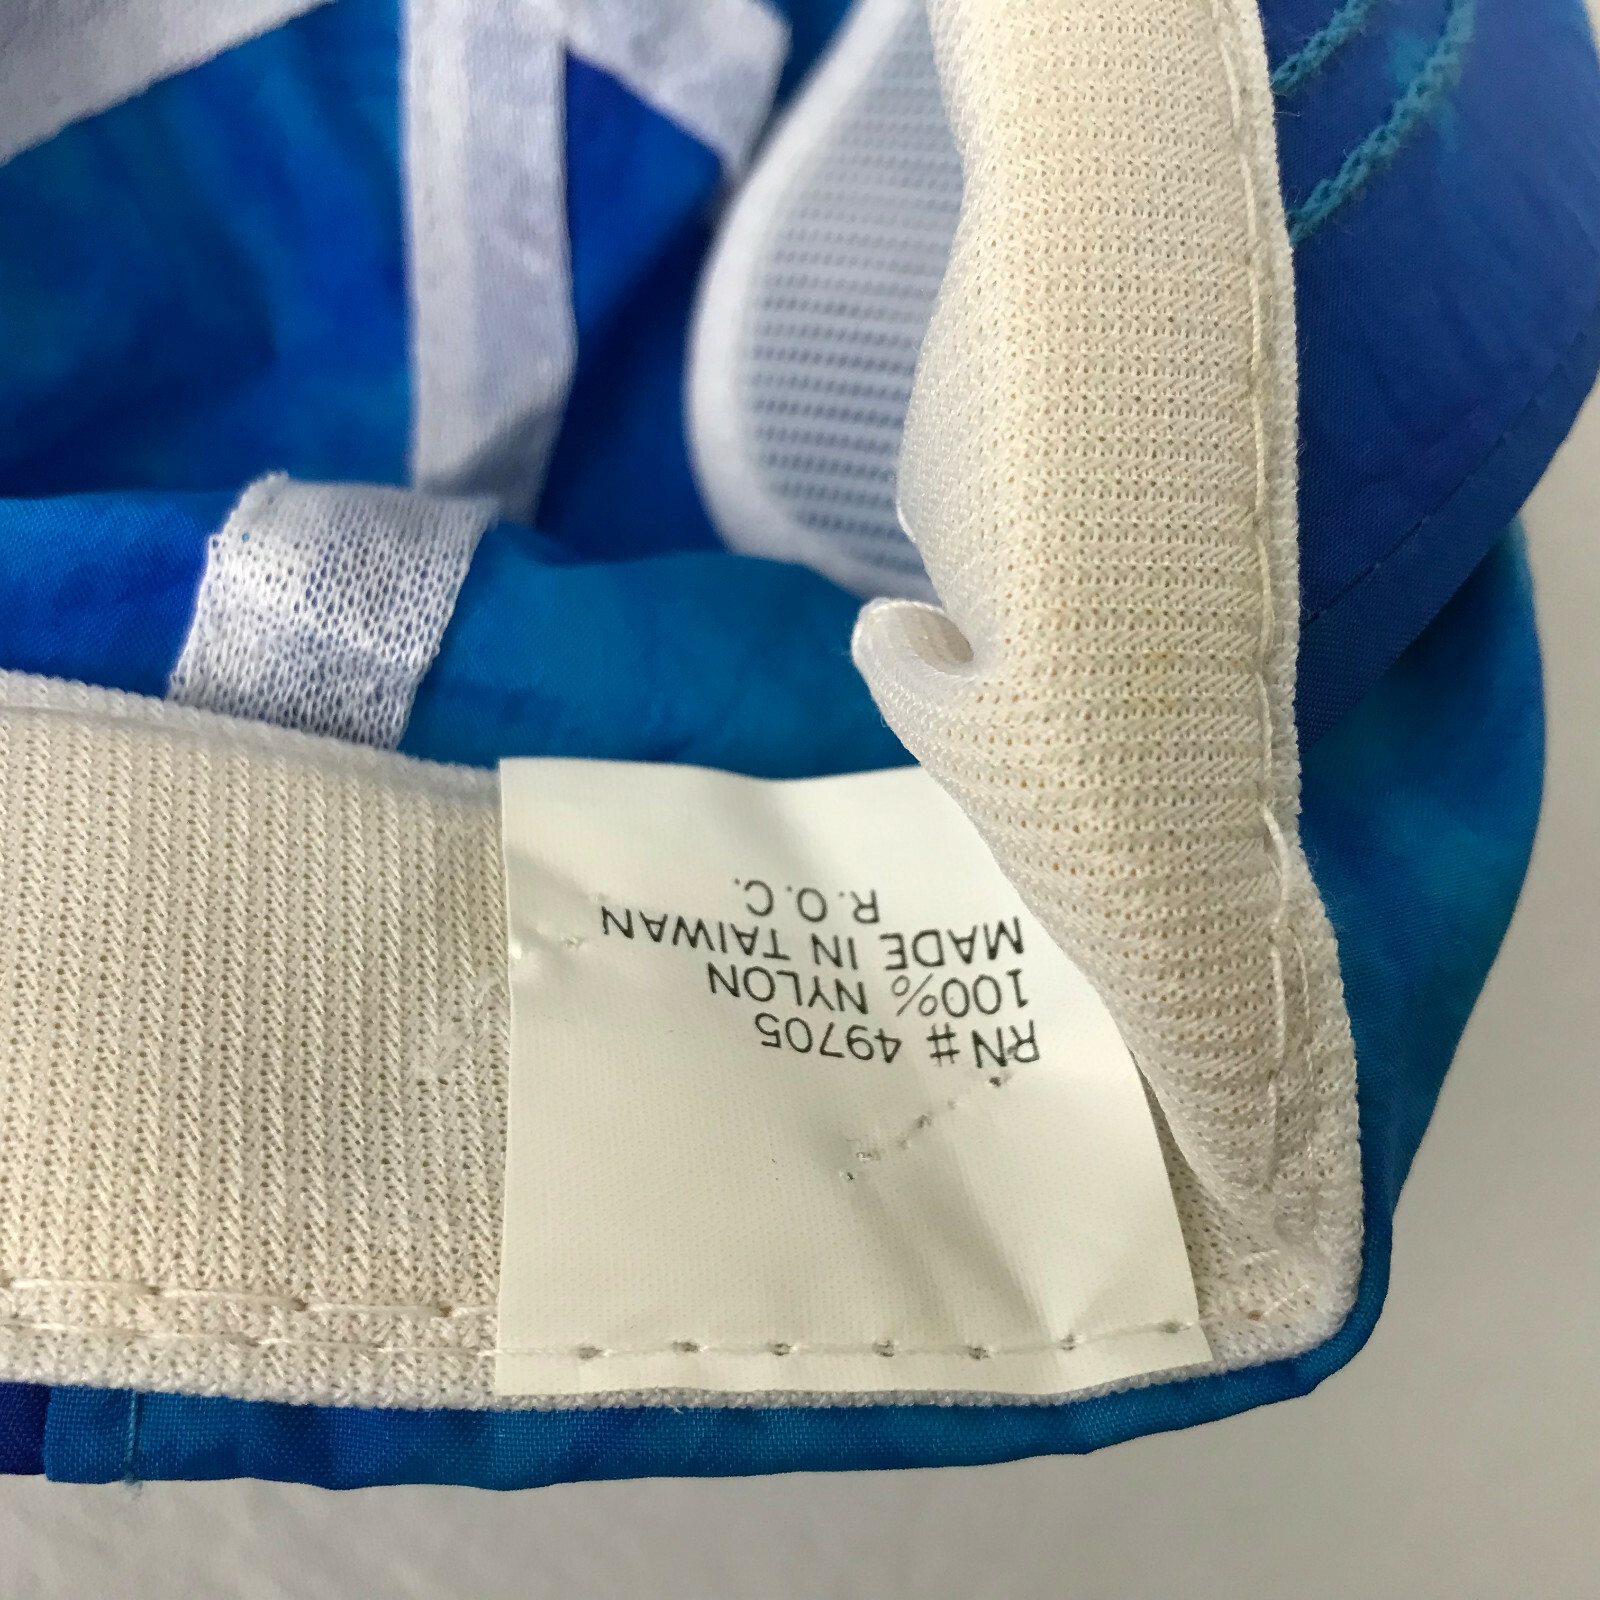 RN # 49705
100% NYLON
MADE IN TAIWAN
R.O.C.